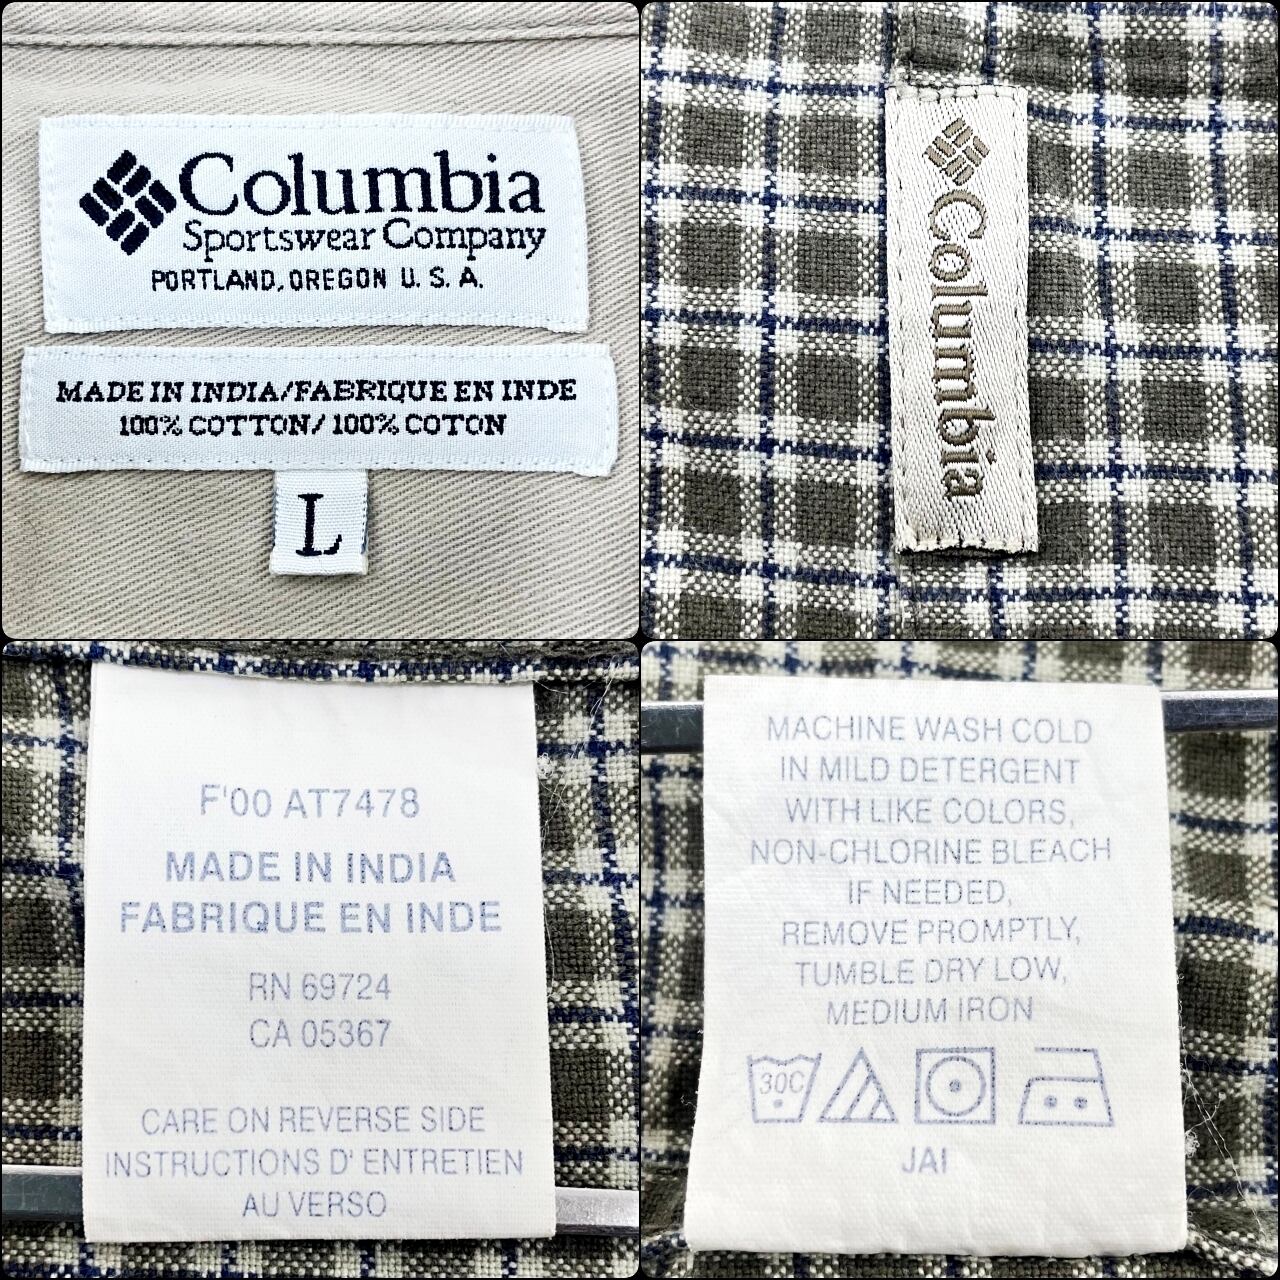 Columbia
Sportswear Company
PORTLAND, OREGON U. S. A.
MADE IN INDIA/FABRIQUE EN INDE
100% COTTON/ 100% COTON
L
Columbia
F'00 AT7478
MADE IN INDIA
FABRIQUE EN INDE
RN 69724
CA 05367
CARE ON REVERSE SIDE
INSTRUCTIONS D' ENTRETIEN
AU VERSO
MACHINE WASH COLD
IN MILD DETERGENT
WITH LIKE COLORS,
NON-CHLORINE BLEACH
IF NEEDED,
REMOVE PROMPTLY,
TUMBLE DRY LOW,
MEDIUM IRON
30C
JAI